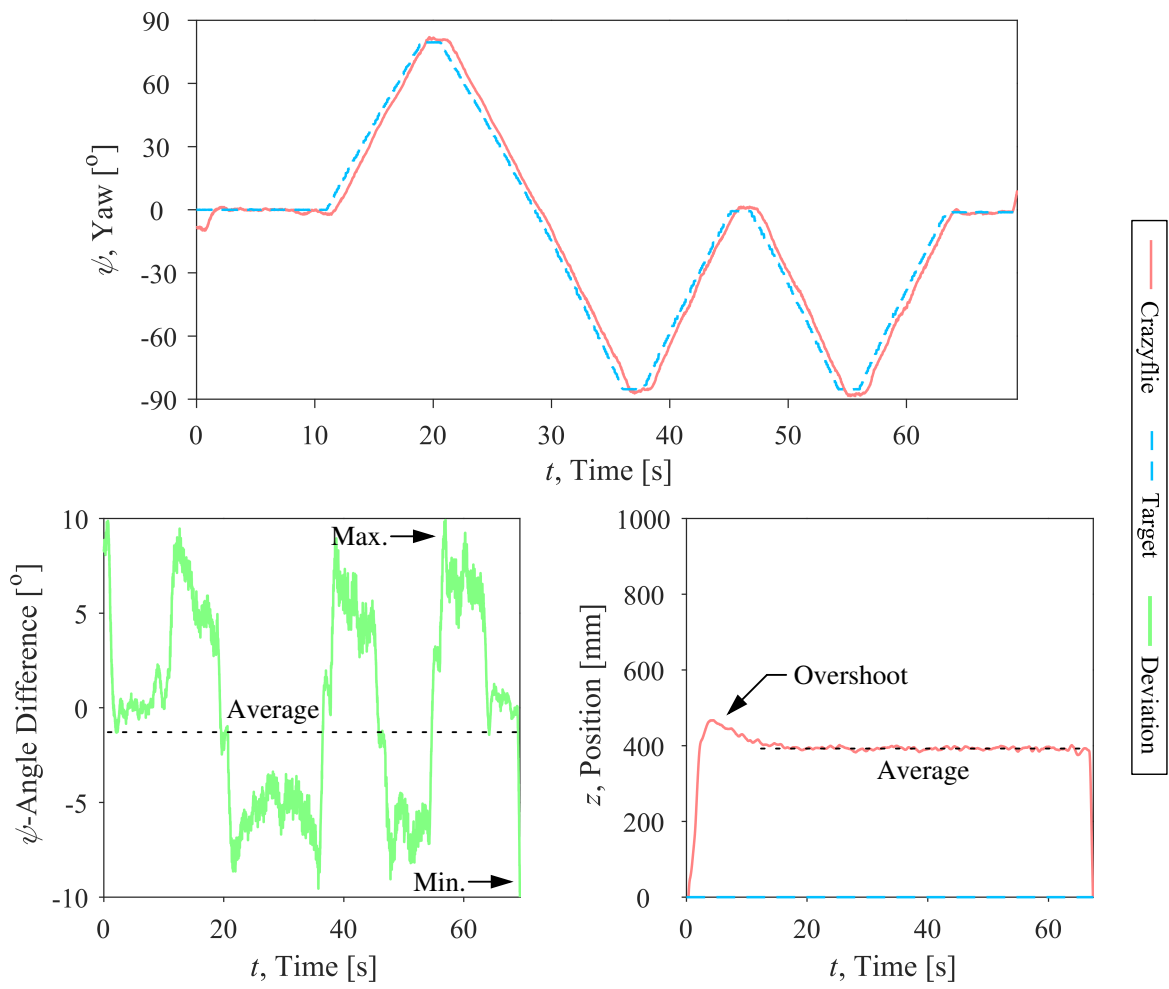 90
60
30
0
-30
-60
-90
ψ, Yaw [º]
0 10 20 30 40 50 60
t, Time [s]
Crazyflie Target Deviation
10
5
0
-5
-10
ψ-Angle Difference [º]
Max.
Average
Min.
0 20 40 60
t, Time [s]
1000
800
600
400
200
0
z, Position [mm]
Overshoot
Average
0 20 40 60
t, Time [s]